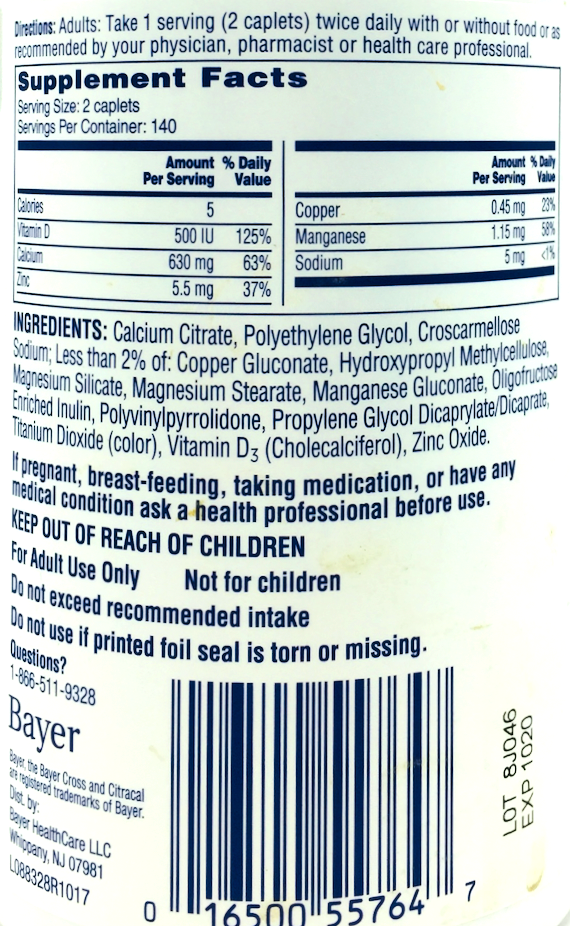 Directions: Adults: Take 1 serving (2 caplets) twice daily with or without food or as
recommended by your physician, pharmacist or health care professional.
Supplement Facts
Serving Size: 2 caplets
Servings Per Container: 140
Amount % Daily
Per Serving Value
Calories 5
Vitamin D 500 IU 125%
Calcium 630 mg 63%
Zinc 5.5 mg 37%
Amount % Daily
Per Serving Value
Copper 0.45 mg 23%
Manganese 1.15 mg 58%
Sodium 5 mg <1%
INGREDIENTS: Calcium Citrate, Polyethylene Glycol, Croscarmellose
Sodium; Less than 2% of: Copper Gluconate, Hydroxypropyl Methylcellulose,
Magnesium Silicate, Magnesium Stearate, Manganese Gluconate, Oligofructose
Enriched Inulin, Polyvinylpyrrolidone, Propylene Glycol Dicaprylate/Dicaprate,
Titanium Dioxide (color), Vitamin D3 (Cholecalciferol), Zinc Oxide.
If pregnant, breast-feeding, taking medication, or have any
medical condition ask a health professional before use.
KEEP OUT OF REACH OF CHILDREN
For Adult Use Only Not for children
Do not exceed recommended intake
Do not use if printed foil seal is torn or missing.
Questions?
1-866-511-9328
Bayer
Bayer, the Bayer Cross and Citracal
are registered trademarks of Bayer.
Dist. by:
Bayer HealthCare LLC
Whippany, NJ 07981
L088328R1017
0 16500 55764 7
LOT 8J046
EXP 1020